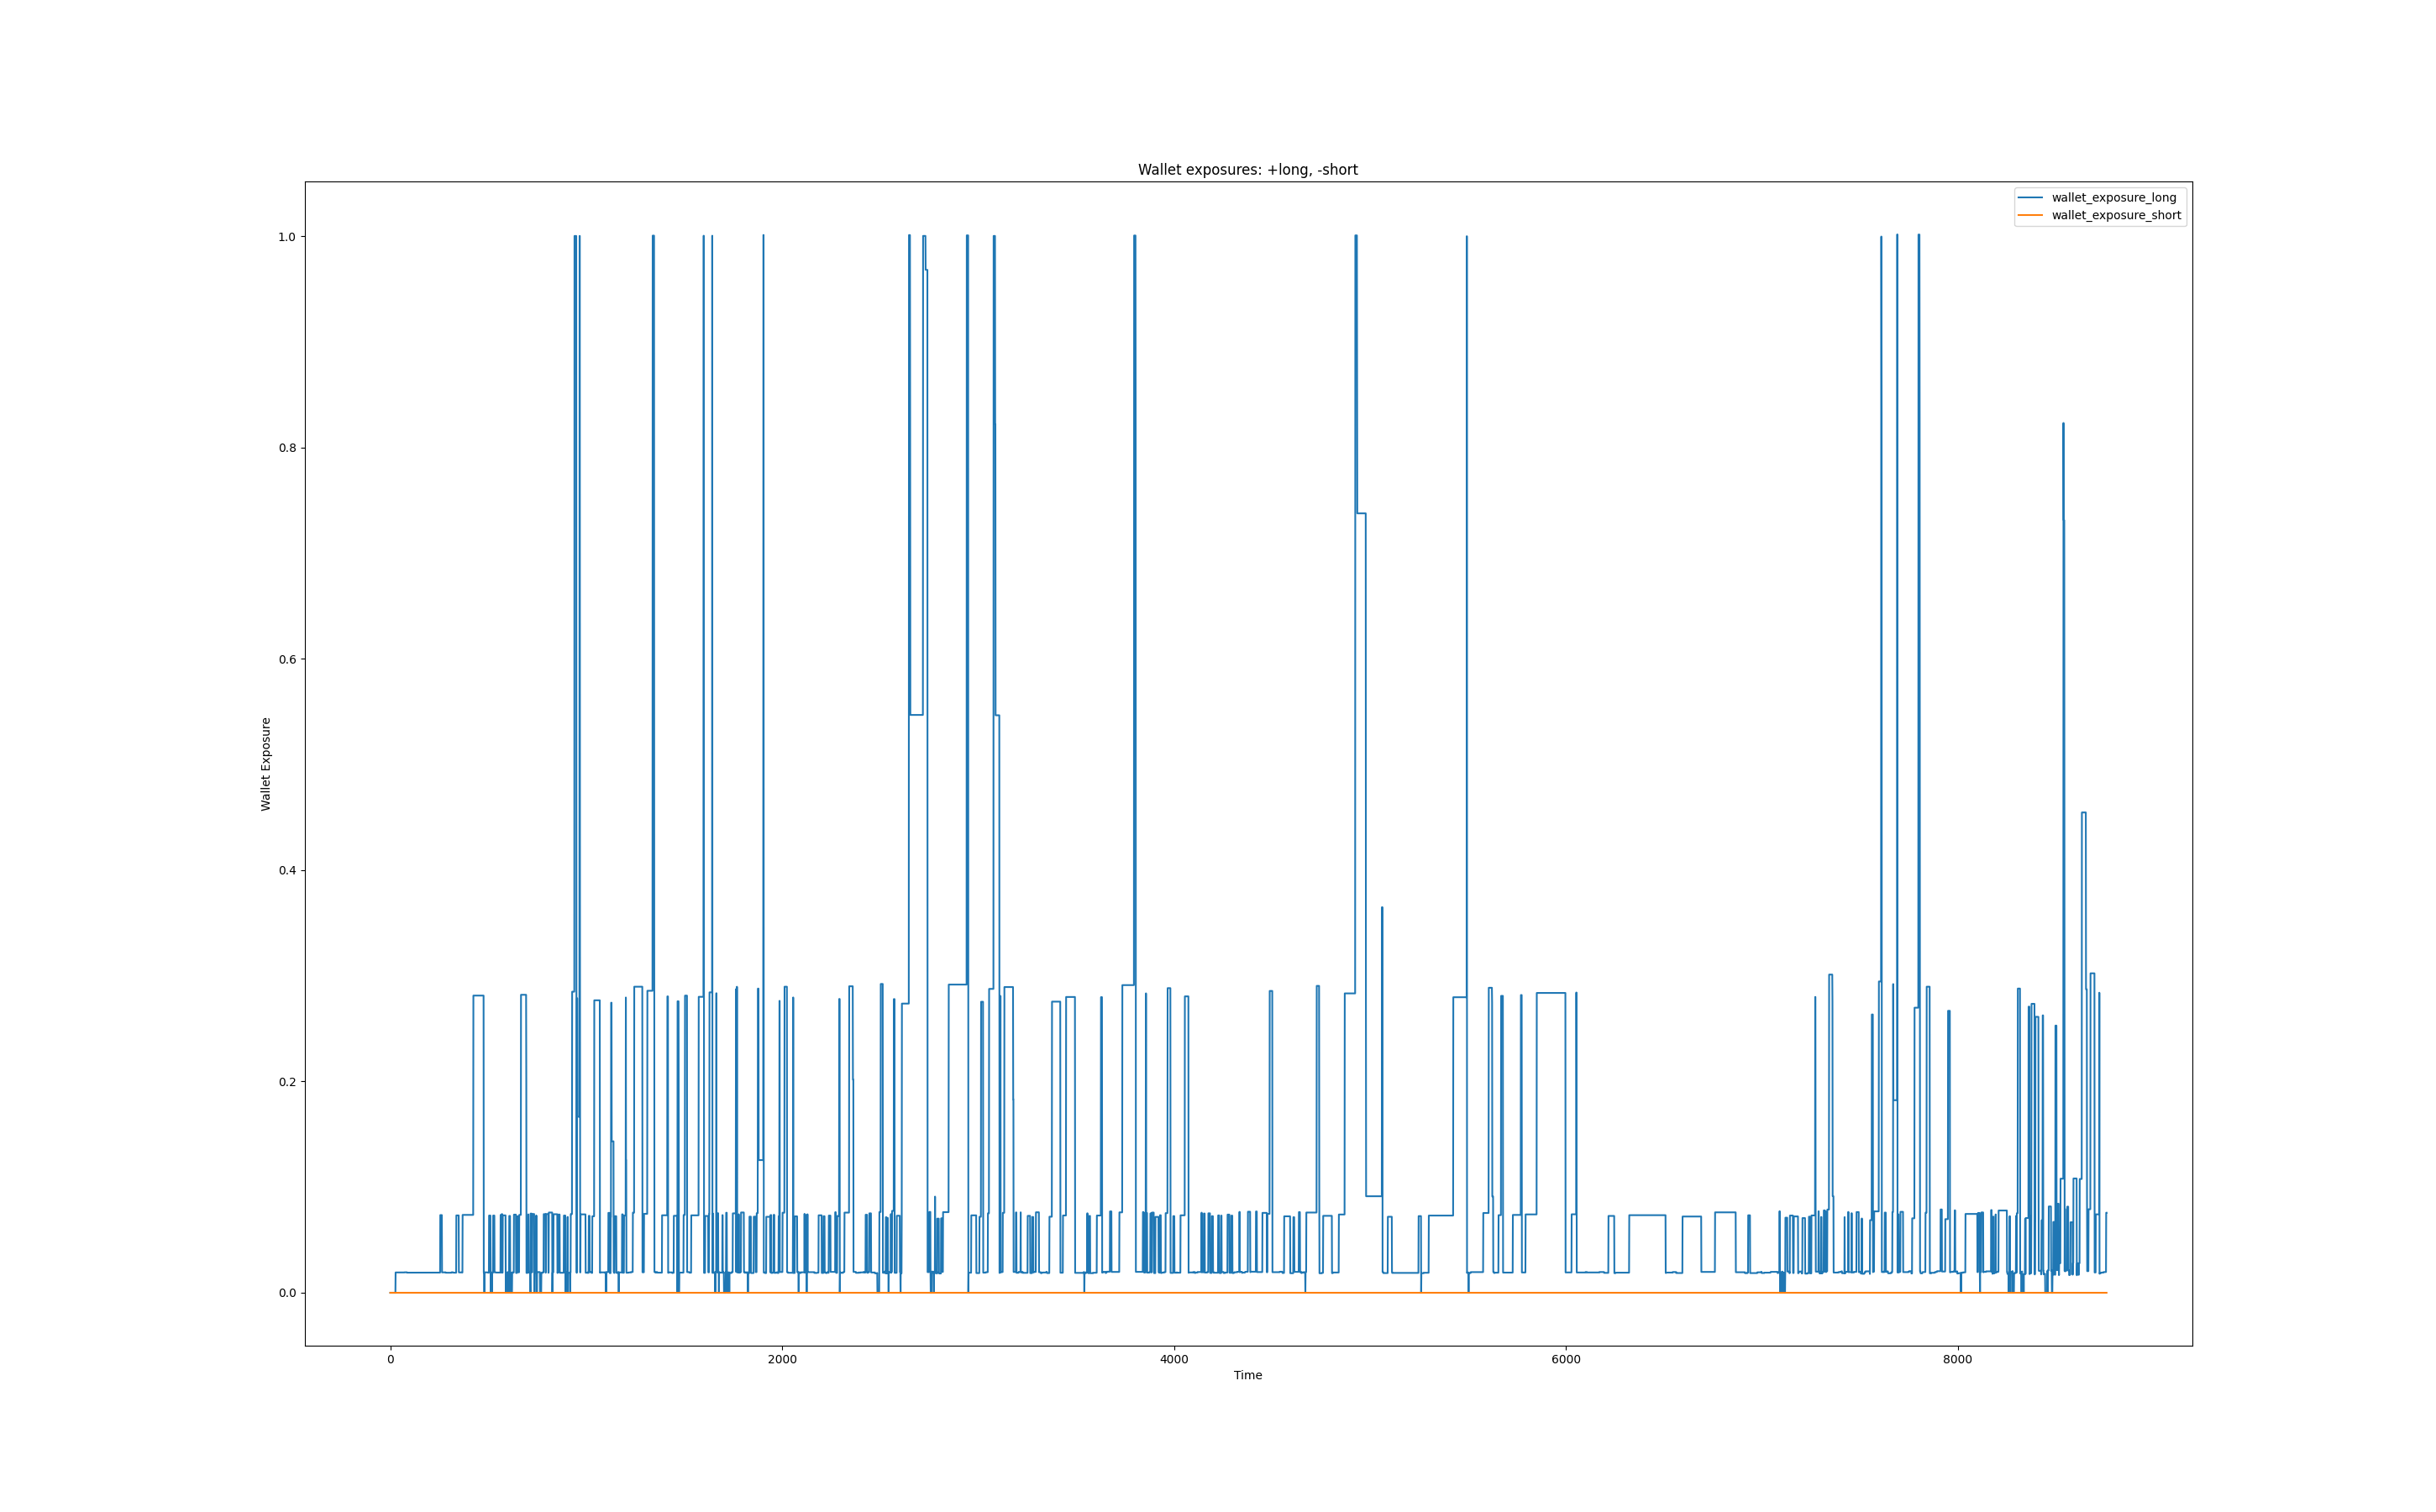 Wallet exposures: +long, -short
wallet_exposure_long
wallet_exposure_short
1.0
0.8
0.6
0.4
0.2
0.0
Wallet Exposure
0 2000 4000 6000 8000
Time